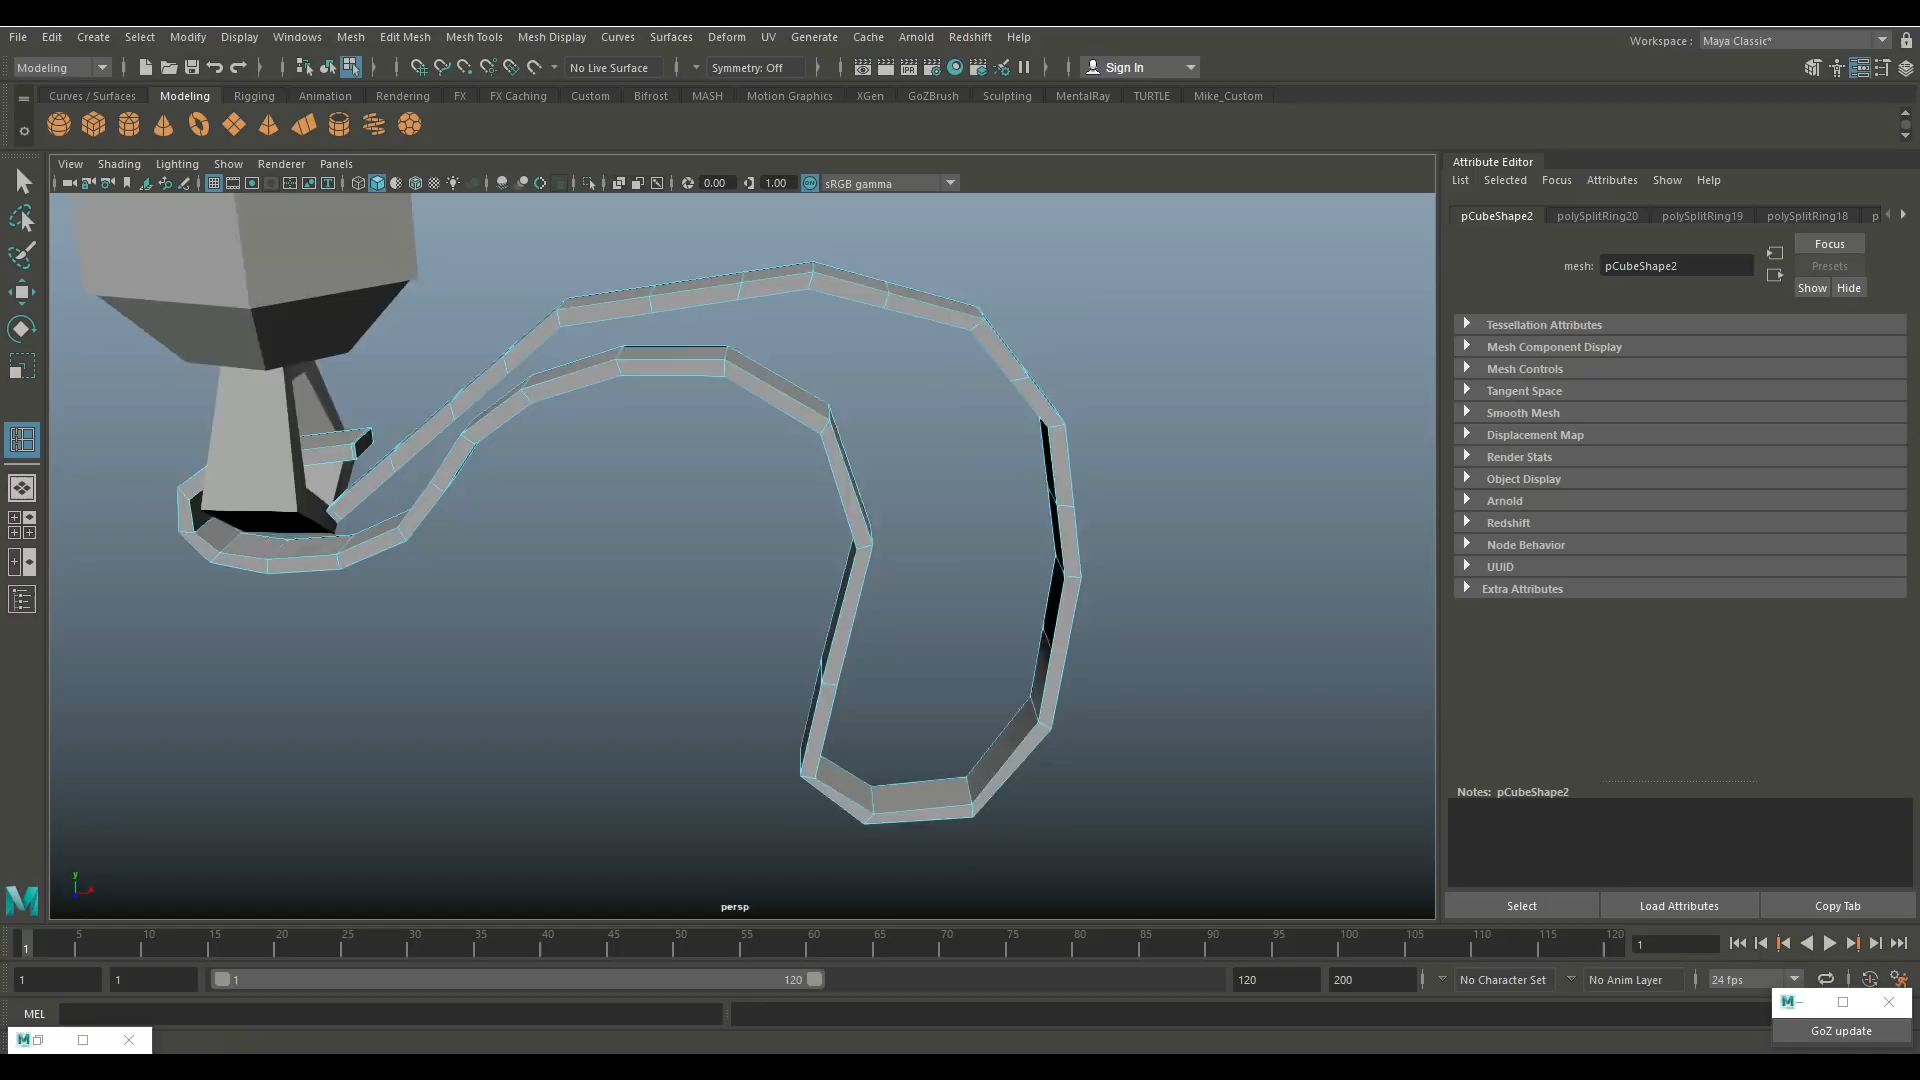 File Edit Create Select Modify Display Windows Mesh Edit Mesh Mesh Tools Mesh Display Curves Surfaces Deform UV Generate Cache Arnold Redshift Help
Workspace : Maya Classic*
Modeling No Live Surface Symmetry: Off Sign In
Curves / Surfaces Modeling Rigging Animation Rendering FX FX Caching Custom Bifrost MASH Motion Graphics XGen GoZBrush Sculpting MentalRay TURTLE Mike_Custom
View Shading Lighting Show Renderer Panels
0.00 1.00 ON sRGB gamma
Attribute Editor
List Selected Focus Attributes Show Help
pCubeShape2 polySplitRing20 polySplitRing19 polySplitRing18 p
mesh: pCubeShape2
Focus
Presets
Show Hide
Tessellation Attributes
Mesh Component Display
Mesh Controls
Tangent Space
Smooth Mesh
Displacement Map
Render Stats
Object Display
Arnold
Redshift
Node Behavior
UUID
Extra Attributes
Notes: pCubeShape2
Select Load Attributes Copy Tab
y
persp
1 5 10 15 20 25 30 35 40 45 50 55 60 65 70 75 80 85 90 95 100 105 110 115 120 1
1 1 1 120 120 200 No Character Set No Anim Layer 24 fps
MEL
GoZ update